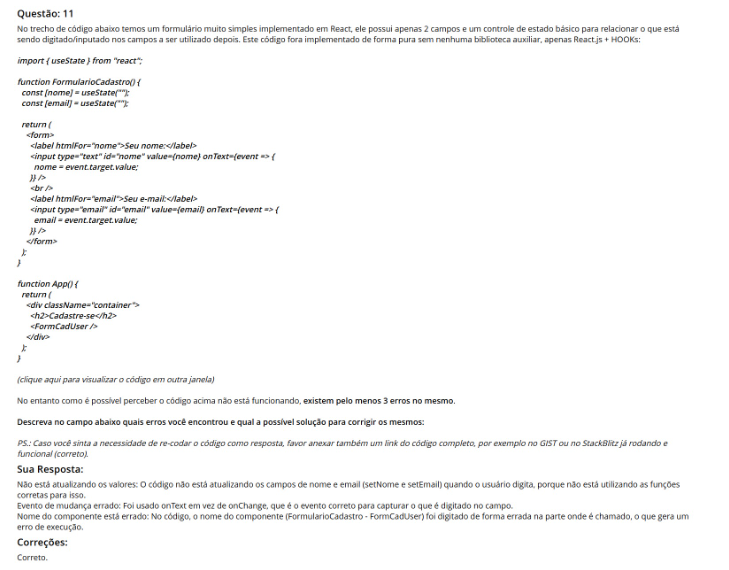 Questão: 11
No trecho de código abaixo temos um formulário muito simples implementado em React, ele possui apenas 2 campos e um controle de estado básico para relacionar o que está
sendo digitado/inputado nos campos a ser utilizado depois. Este código fora implementado de forma pura sem nenhuma biblioteca auxiliar, apenas React.js + HOOKs:
import { useState } from "react";
function FormularioCadastro() {
const [nome] = useState("");
const [email] = useState("");
return (
<form>
<label htmlFor="nome">Seu nome:</label>
<input type="text" id="nome" value={nome} onText={event => {
nome = event.target.value;
}} />
<br />
<label htmlFor="email">Seu e-mail:</label>
<input type="email" id="email" value={email} onText={event => {
email = event.target.value;
}} />
</form>
);
}
function App() {
return (
<div className="container">
<h2>Cadastre-se</h2>
<FormCadUser />
</div>
);
}
(clique aqui para visualizar o código em outra janela)
No entanto como é possível perceber o código acima não está funcionando, existem pelo menos 3 erros no mesmo.
Descreva no campo abaixo quais erros você encontrou e qual a possível solução para corrigir os mesmos:
PS.: Caso você sinta a necessidade de re-codar o código como resposta, favor anexar também um link do código completo, por exemplo no GIST ou no StackBlitz já rodando e
funcional (correto).
Sua Resposta:
Não está atualizando os valores: O código não está atualizando os campos de nome e email (setNome e setEmail) quando o usuário digita, porque não está utilizando as funções
corretas para isso.
Evento de mudança errado: Foi usado onText em vez de onChange, que é o evento correto para capturar o que é digitado no campo.
Nome do componente está errado: No código, o nome do componente (FormularioCadastro - FormCadUser) foi digitado de forma errada na parte onde é chamado, o que gera um
erro de execução.
Correções:
Correto.